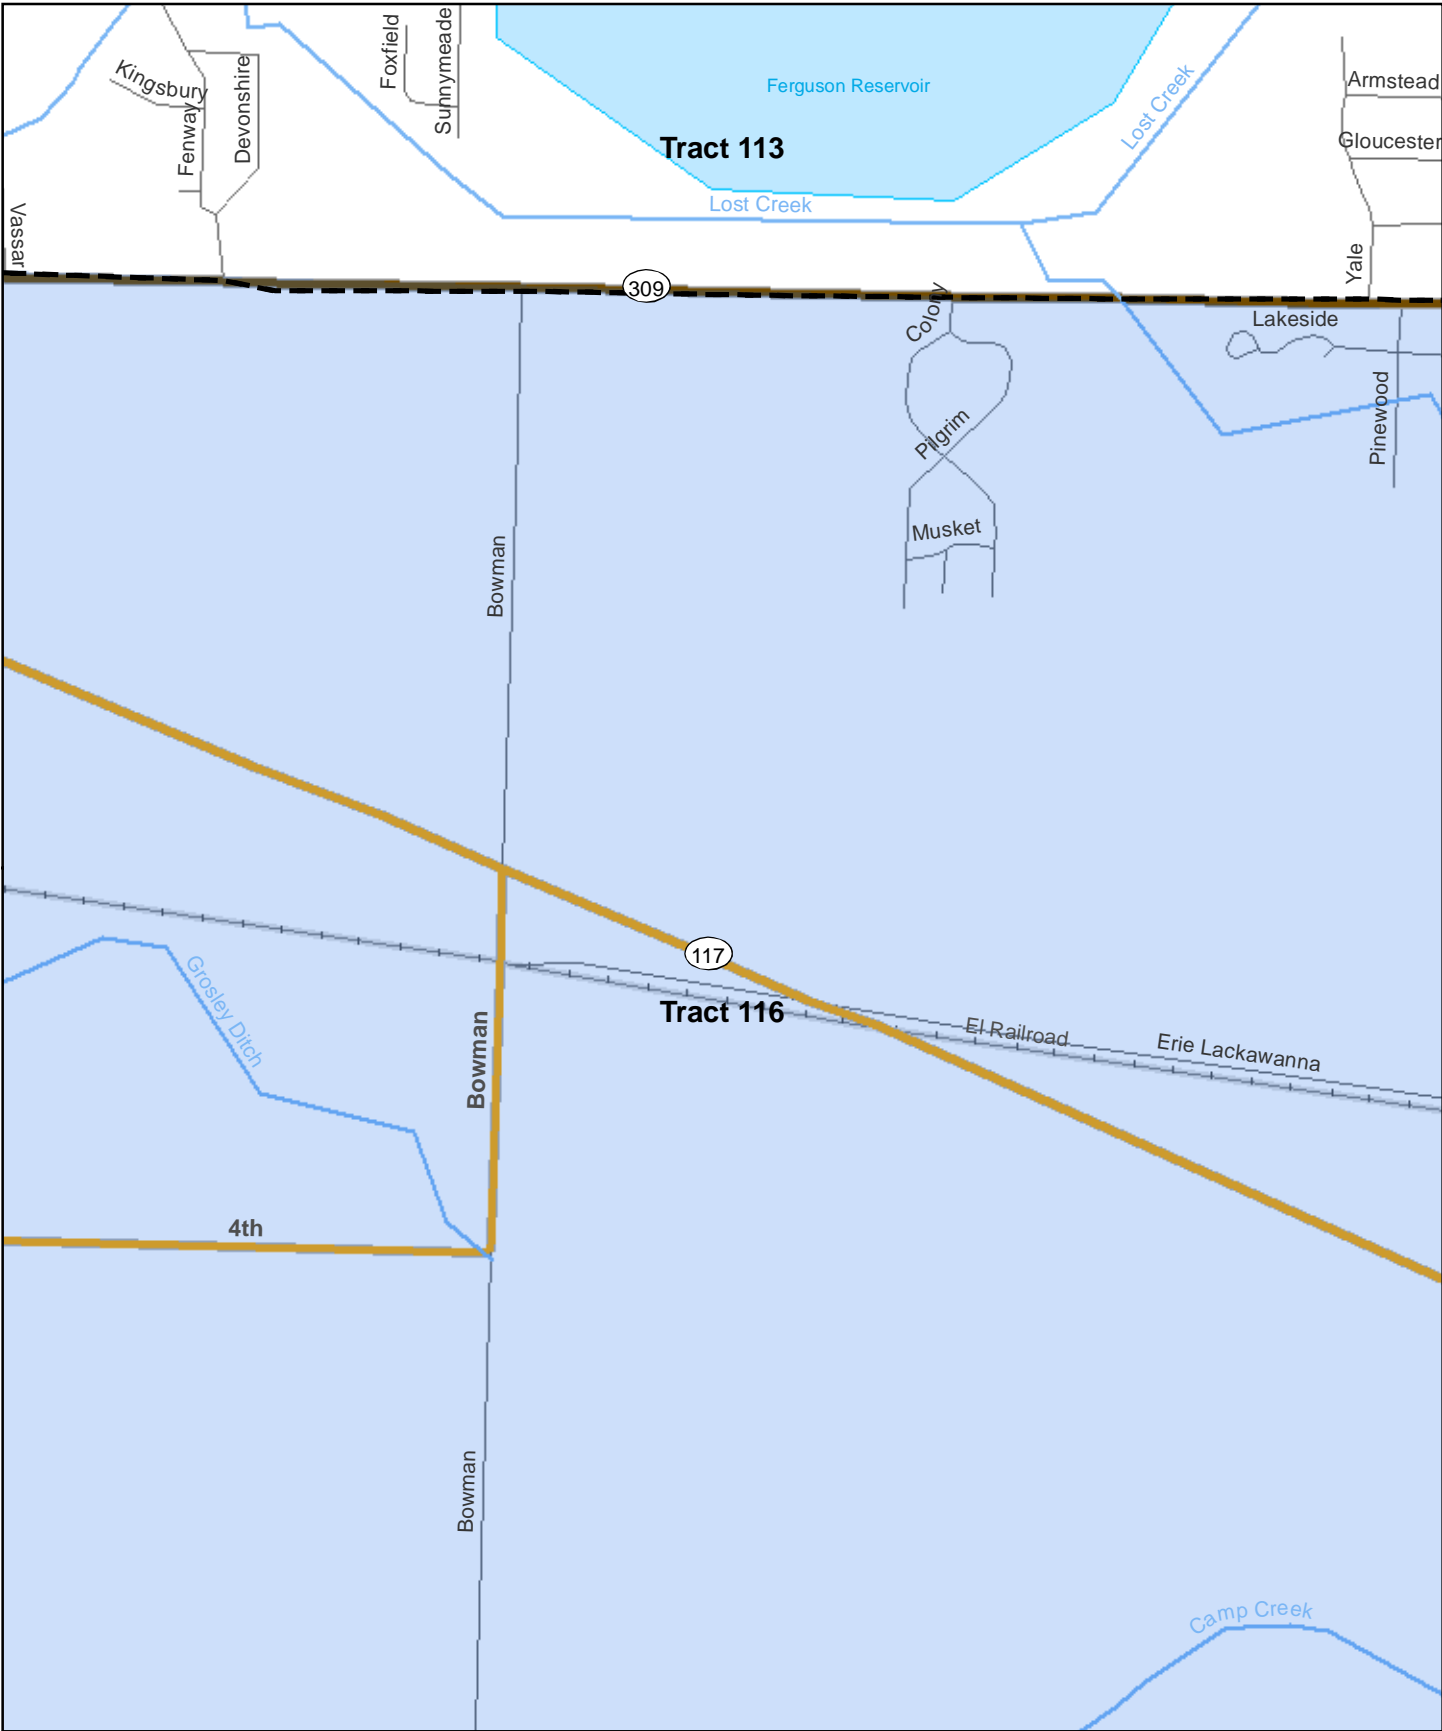 Foxfield
Sunnymeade
Kingsbury
Devonshire
Fenway
Ferguson Reservoir
Lost Creek
Armstead
Gloucester
Tract 113
Lost Creek
Vassar
Yale
309
Colony
Lakeside
Pinewood
Pilgrim
Musket
Bowman
117
Grosley Ditch
Tract 116
Bowman
El Railroad
Erie Lackawanna
4th
Bowman
Camp Creek